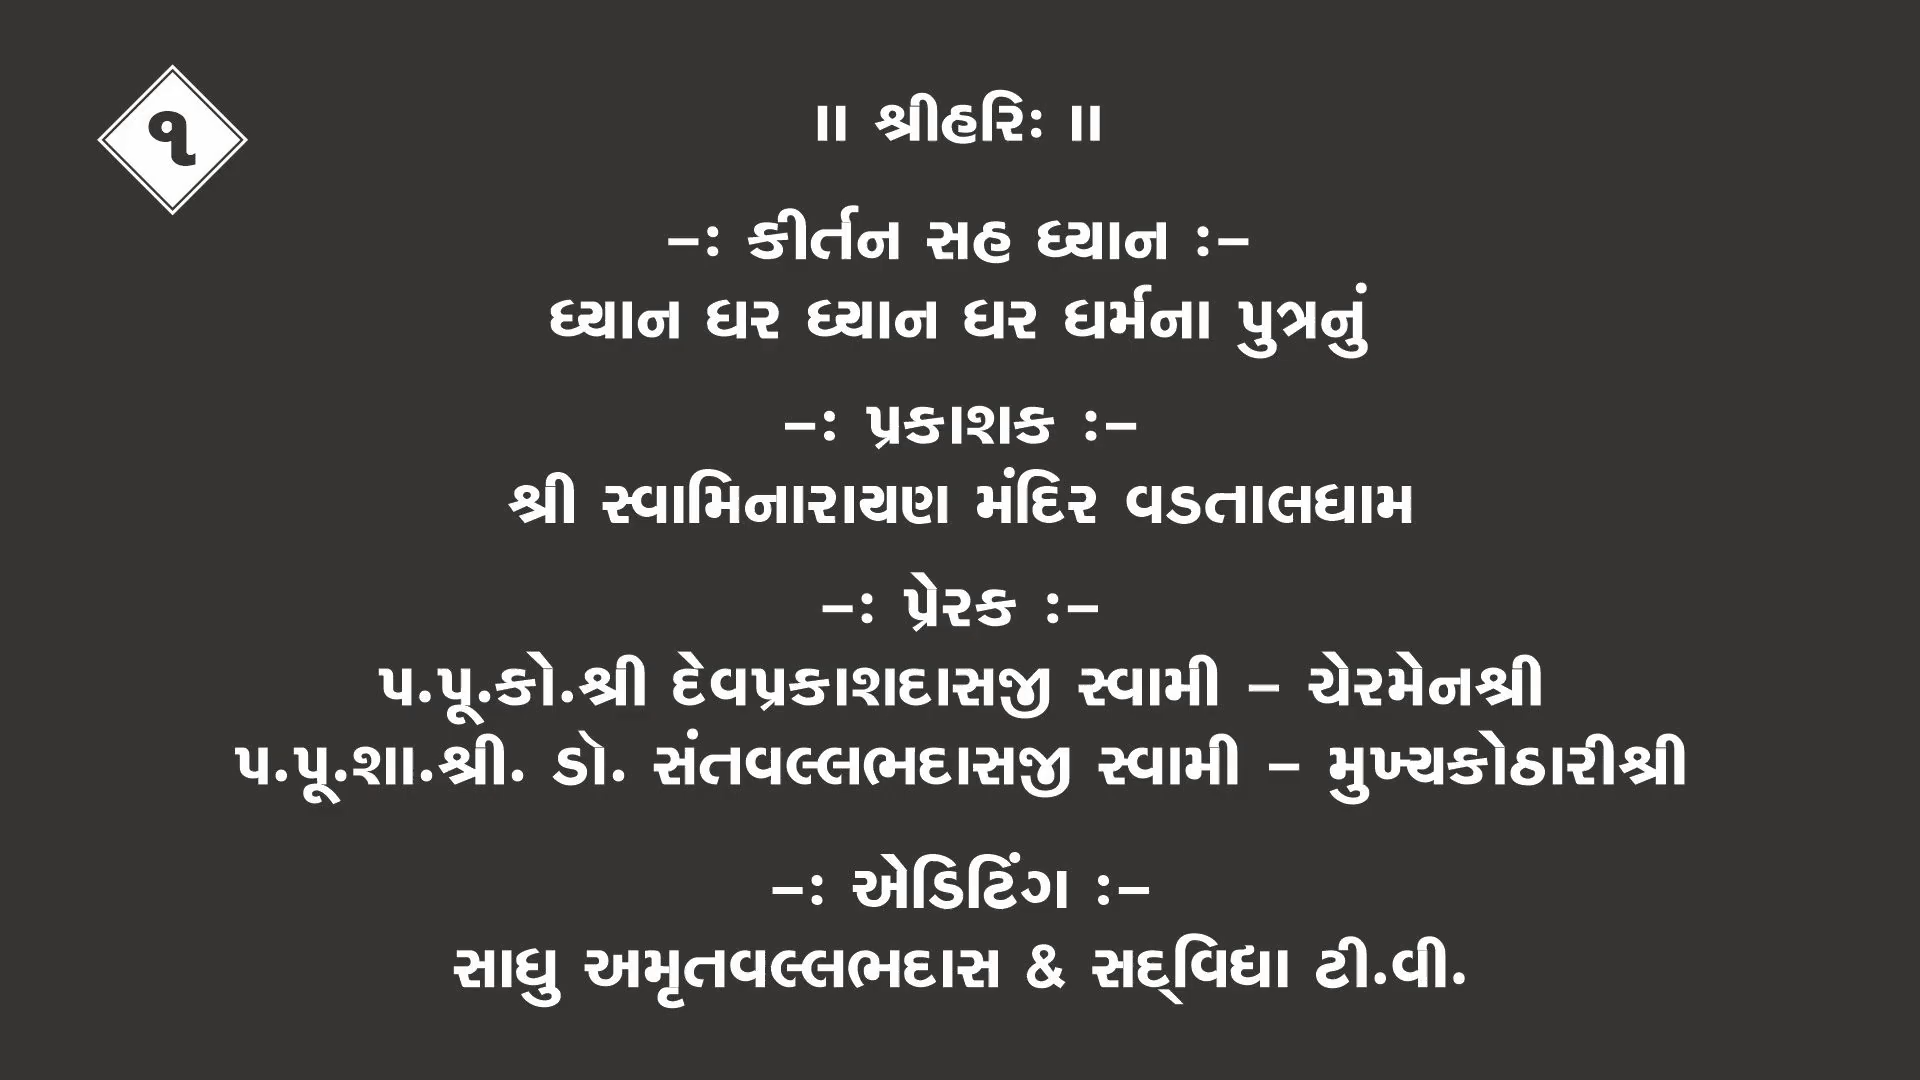 ૧
॥ શ્રીહરિઃ ॥
–ઃ કીર્તન સહ ધ્યાન ઃ–
ધ્યાન ધર ધ્યાન ધર ધર્મના પુત્રનું
–ઃ પ્રકાશક ઃ–
શ્રી સ્વામિનારાયણ મંદિર વડતાલધામ
–ઃ પ્રેરક ઃ–
પ.પૂ.કો.શ્રી દેવપ્રકાશદાસજી સ્વામી – ચેરમેનશ્રી
પ.પૂ.શા.શ્રી. ડો. સંતવલ્લભદાસજી સ્વામી – મુખ્યકોઠારીશ્રી
–ઃ એડિટિંગ ઃ–
સાધુ અમૃતવલ્લભદાસ & સદ્‌વિદ્યા ટી.વી.